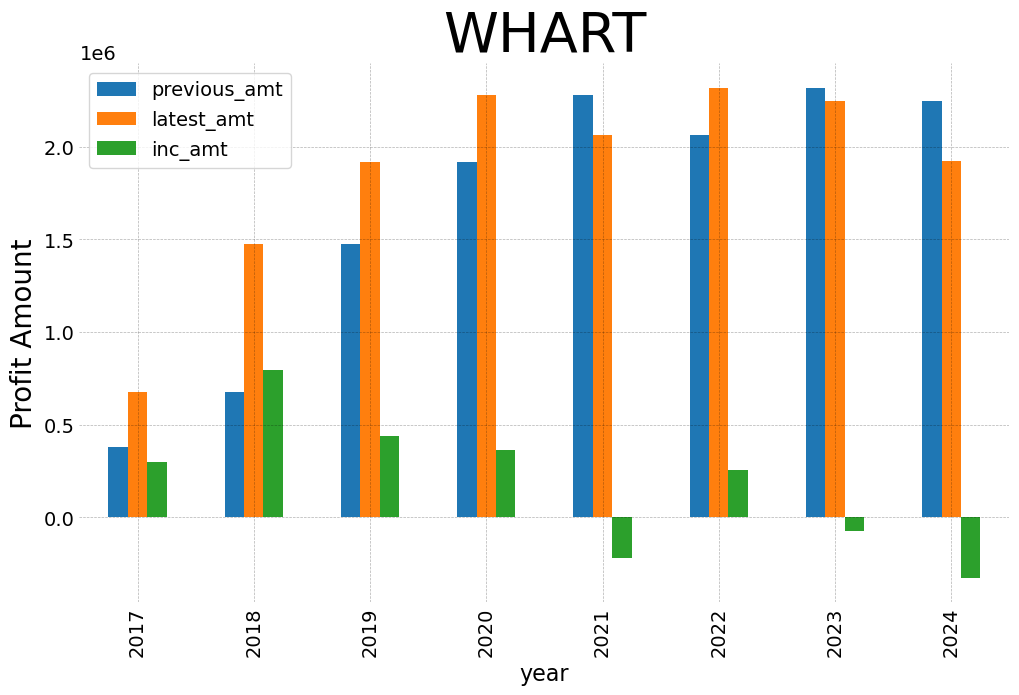 WHART
1e6
previous_amt
latest_amt
inc_amt
Profit Amount
2.0
1.5
1.0
0.5
0.0
2017 2018 2019 2020 2021 2022 2023 2024
year